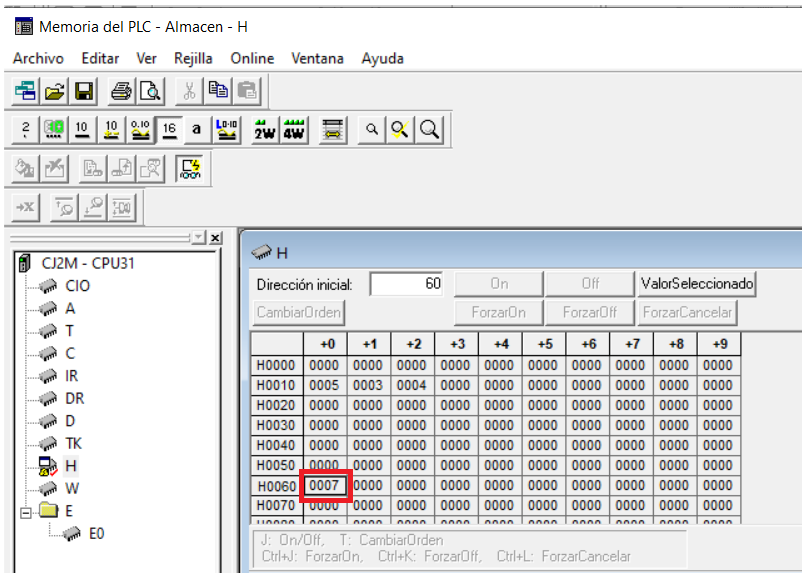 Memoria del PLC - Almacen - H
Archivo Editar Ver Rejilla Online Ventana Ayuda
2 10 10 0.10 16 a L0-10 2W 4W
→X
CJ2M - CPU31
CIO
A
T
C
IR
DR
D
TK
H
W
E
E0
H
Dirección inicial: 60 On Off ValorSeleccionado
CambiarOrden ForzarOn ForzarOff ForzarCancelar
+0 +1 +2 +3 +4 +5 +6 +7 +8 +9
H0000 0000 0000 0000 0000 0000 0000 0000 0000 0000 0000
H0010 0005 0003 0004 0000 0000 0000 0000 0000 0000 0000
H0020 0000 0000 0000 0000 0000 0000 0000 0000 0000 0000
H0030 0000 0000 0000 0000 0000 0000 0000 0000 0000 0000
H0040 0000 0000 0000 0000 0000 0000 0000 0000 0000 0000
H0050 0000 0000 0000 0000 0000 0000 0000 0000 0000 0000
H0060 0007 0000 0000 0000 0000 0000 0000 0000 0000 0000
H0070 0000 0000 0000 0000 0000 0000 0000 0000 0000 0000
J: On/Off, T: CambiarOrden
Ctrl+J: ForzarOn, Ctrl+K: ForzarOff, Ctrl+L: ForzarCancelar